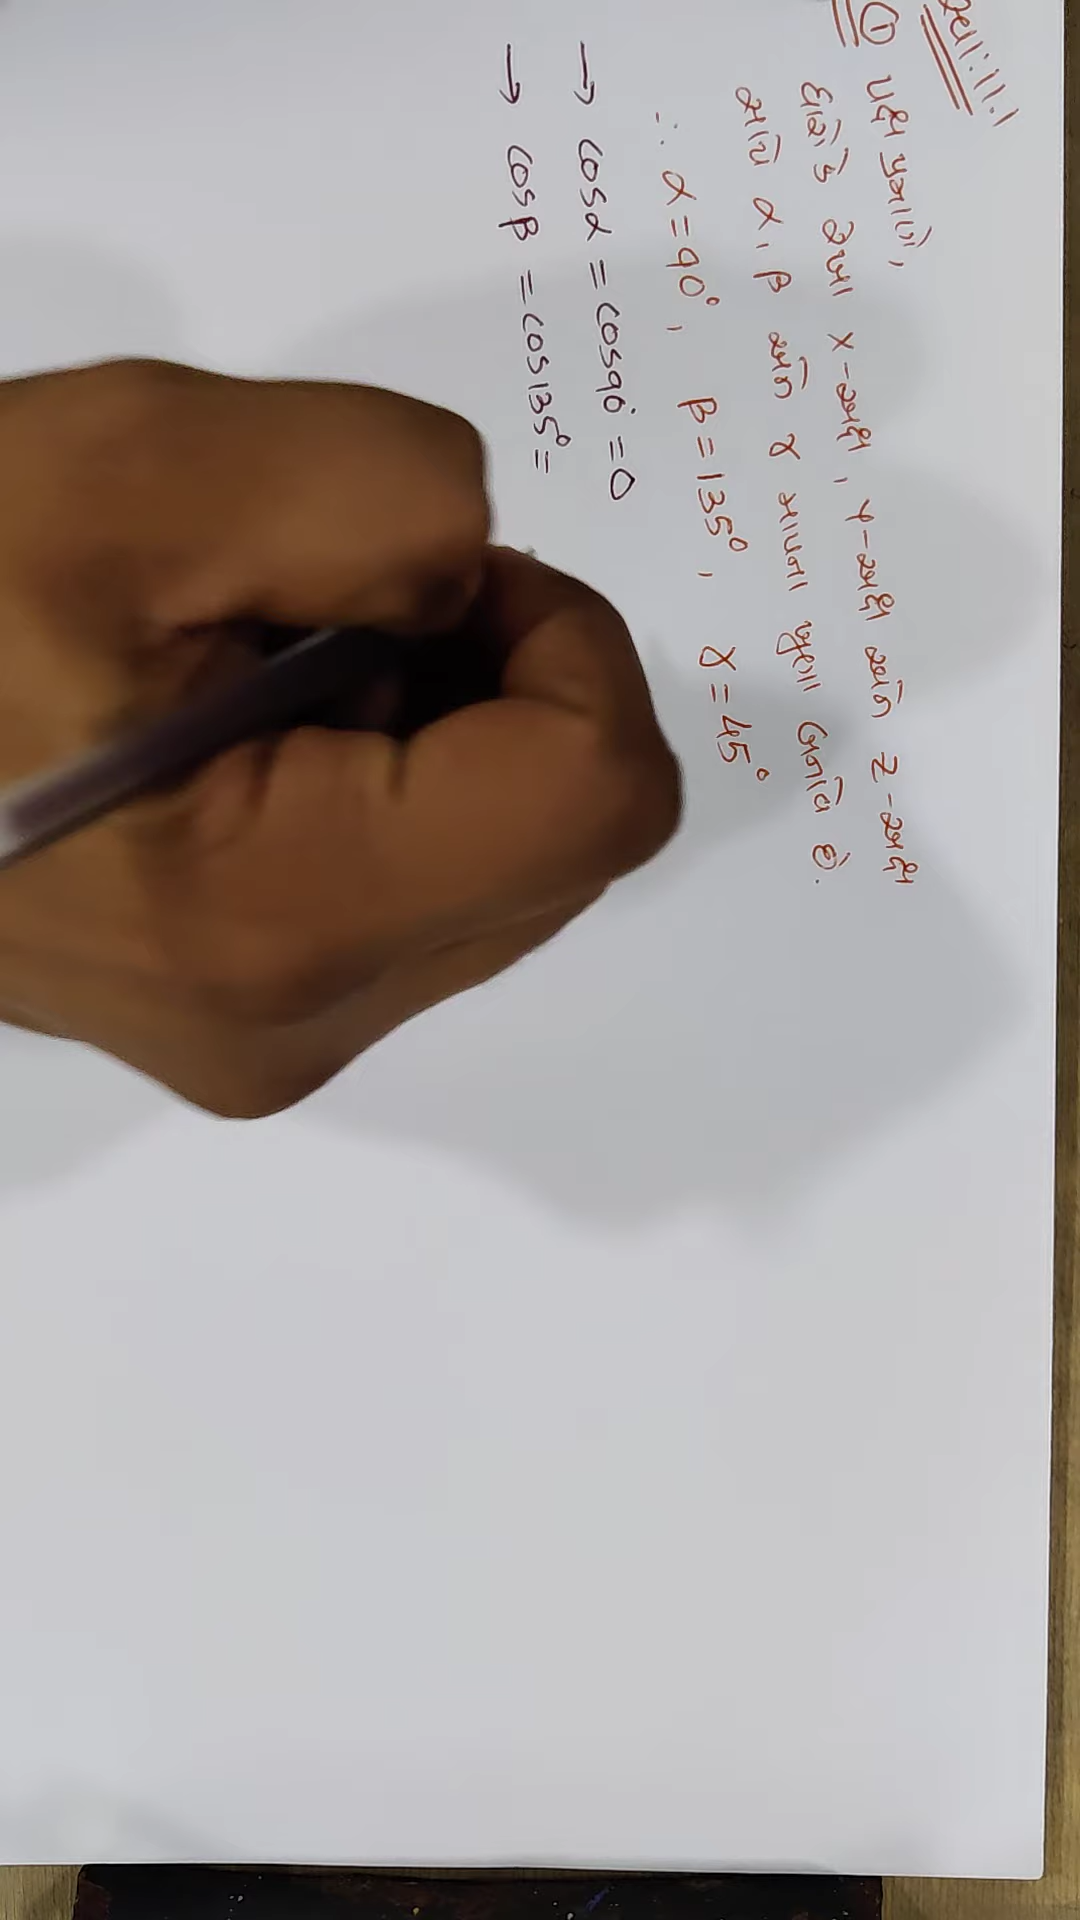 11.1
① પક્ષ પ્રમાણે,
ધારો કે રેખા x-અક્ષ, y-અક્ષ અને z-અક્ષ
સાથે α, β અને γ માપના ખૂણા બનાવે છે.
∴ α = 90°, β = 135°, γ = 45°
→ cosα = cos90° = 0
→ cosβ = cos135° =